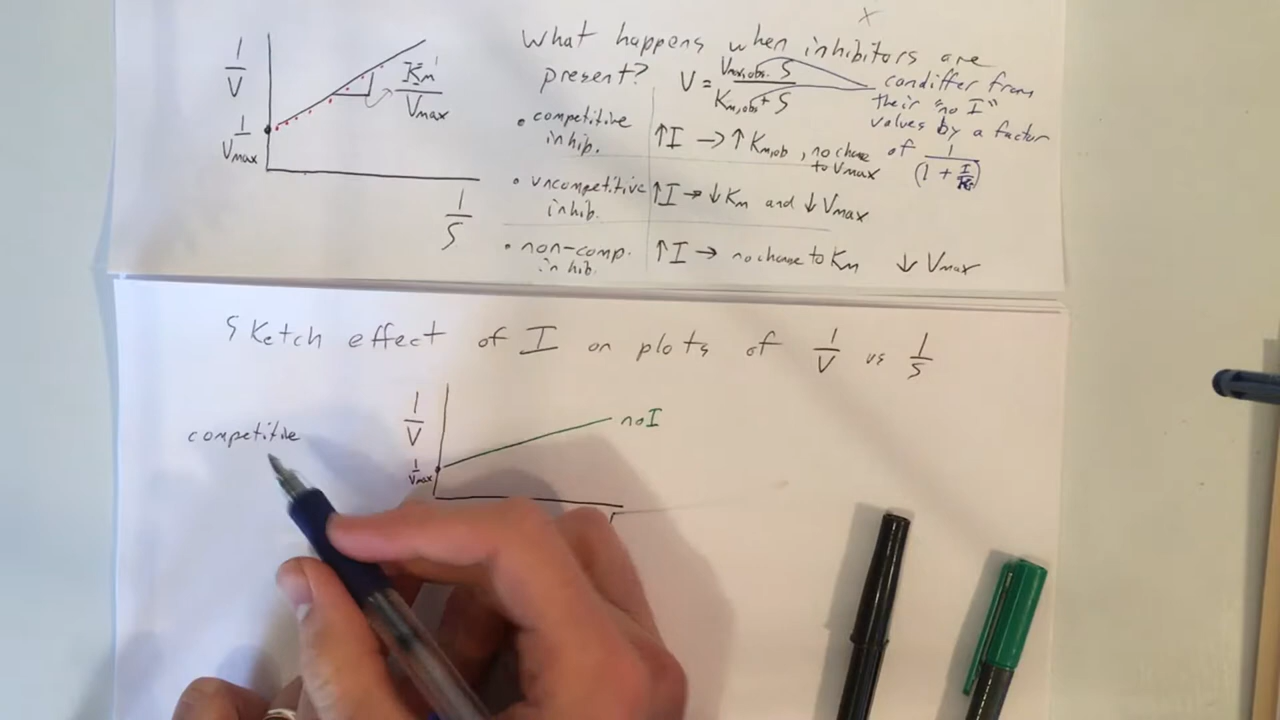 1/V
1/Vmax
Km/Vmax
1/S
What happens when inhibitors are
present? V = Vmax,obs. S / Km,obs + S
can differ from
their "no I"
values by a factor
of 1/(1 + I/
• competitive
inhib.
↑I → ↑ Km,ob , no change
to Vmax
• uncompetitive
inhib.
↑I → ↓ Km and ↓ Vmax
• non-comp.
inhib.
↑I → no change to Km ↓ Vmax
Sketch effect of I on plots of 1/V vs 1/S
competitive
1/V
1/Vmax
no I